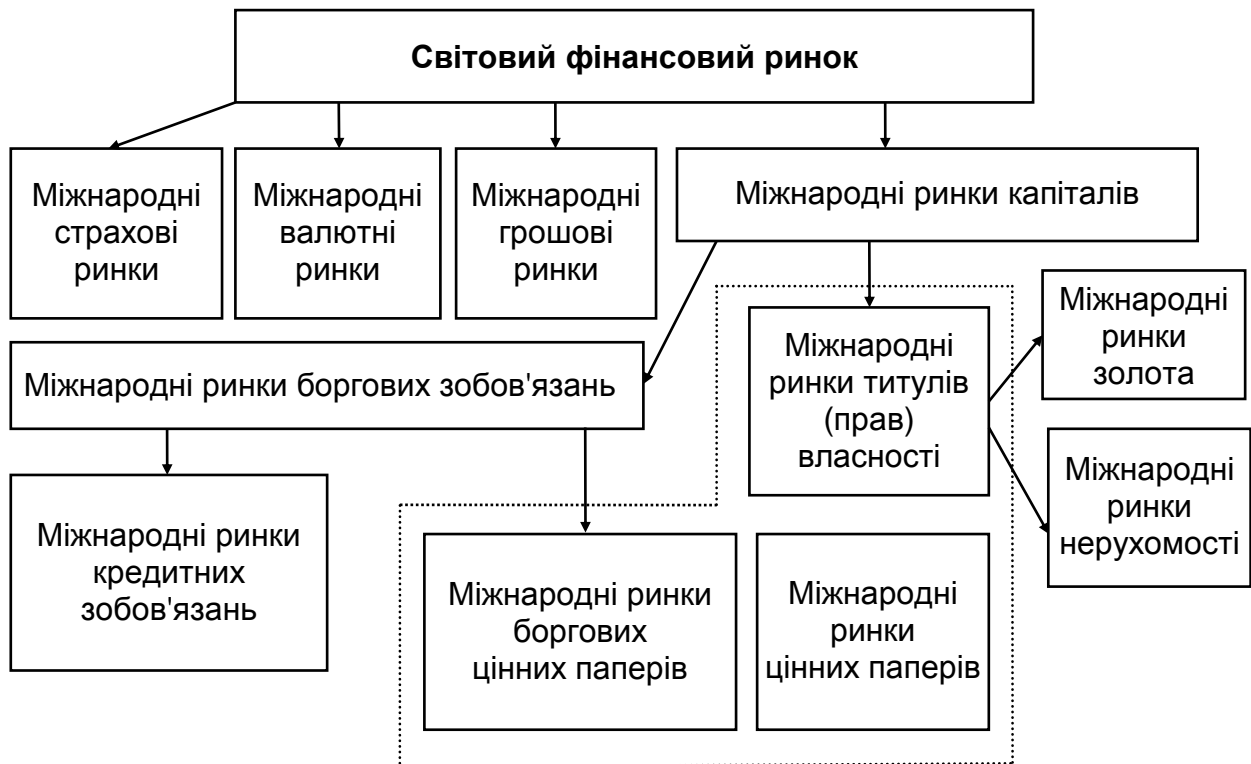 Світовий фінансовий ринок
Міжнародні
страхові
ринки
Міжнародні
валютні
ринки
Міжнародні
грошові
ринки
Міжнародні ринки капіталів
Міжнародні ринки боргових зобов'язань
Міжнародні
ринки титулів
(прав)
власності
Міжнародні
ринки
золота
Міжнародні
ринки
нерухомості
Міжнародні ринки
кредитних
зобов'язань
Міжнародні ринки
боргових
цінних паперів
Міжнародні
ринки
цінних паперів